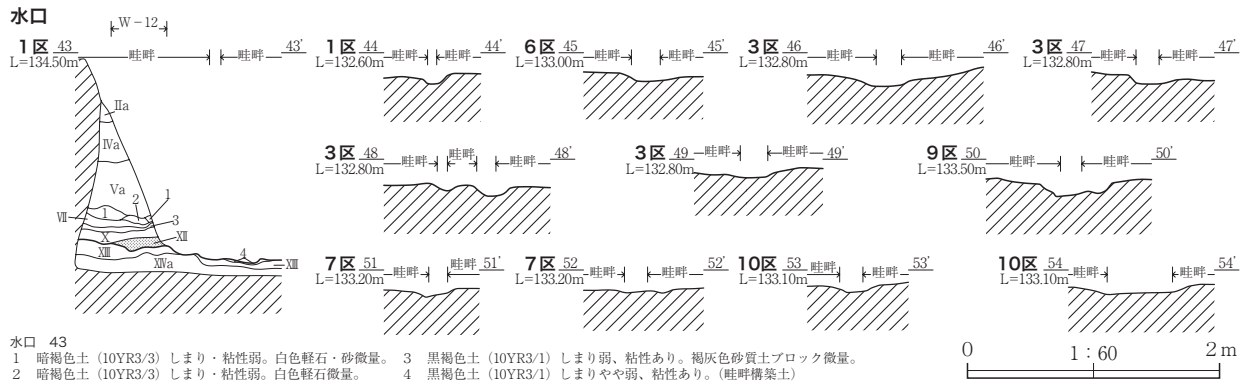 水口
W−12
1区 43 畦畔 畦畔 43'
L=134.50m
IIa
IVa
Va
1
2
1
3
VII
X
XII
XIII
XIVa
4
XIII
1区 44 畦畔 畦畔 44'
L=132.60m
6区 45 畦畔 畦畔 45'
L=133.00m
3区 46 畦畔 畦畔 46'
L=132.80m
3区 47 畦畔 畦畔 47'
L=132.80m
3区 48 畦畔 畦畔 畦畔 48'
L=132.80m
3区 49 畦畔 畦畔 49'
L=132.80m
9区 50 畦畔 畦畔 50'
L=133.50m
7区 51 畦畔 畦畔 51'
L=133.20m
7区 52 畦畔 畦畔 52'
L=133.20m
10区 53 畦畔 畦畔 53'
L=133.10m
10区 54 畦畔 畦畔 54'
L=133.10m
水口 43
1 暗褐色土（10YR3/3）しまり・粘性弱。白色軽石・砂微量。
2 暗褐色土（10YR3/3）しまり・粘性弱。白色軽石微量。
3 黒褐色土（10YR3/1）しまり弱、粘性あり。褐灰色砂質土ブロック微量。
4 黒褐色土（10YR3/1）しまりやや弱、粘性あり。（畦畔構築土）
0 1：60 2m